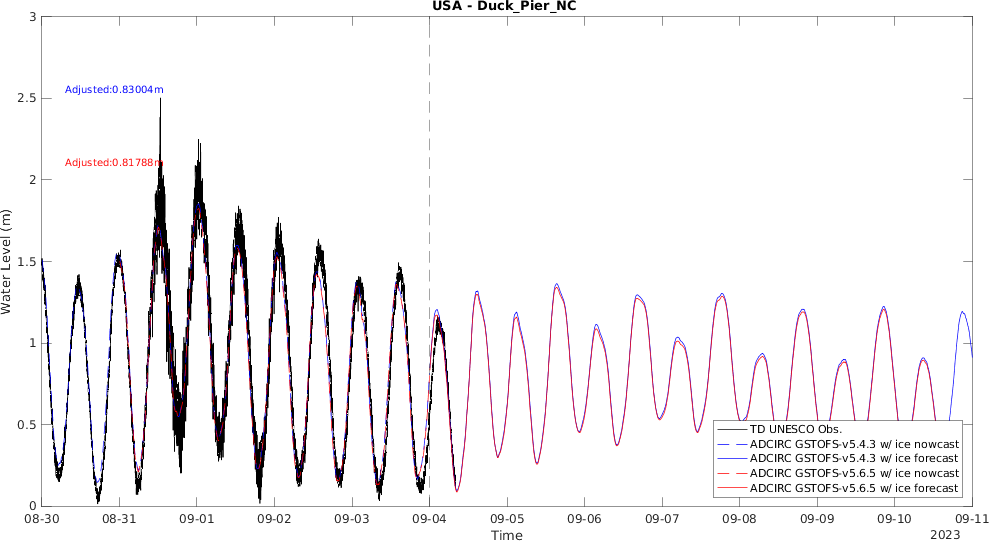 USA - Duck_Pier_NC
3
2.5
2
1.5
1
0.5
0
Water Level (m)
Adjusted:0.83004m
Adjusted:0.81788m
TD UNESCO Obs.
ADCIRC GSTOFS-v5.4.3 w/ ice nowcast
ADCIRC GSTOFS-v5.4.3 w/ ice forecast
ADCIRC GSTOFS-v5.6.5 w/ ice nowcast
ADCIRC GSTOFS-v5.6.5 w/ ice forecast
08-30 08-31 09-01 09-02 09-03 09-04 09-05 09-06 09-07 09-08 09-09 09-10 09-11
Time
2023